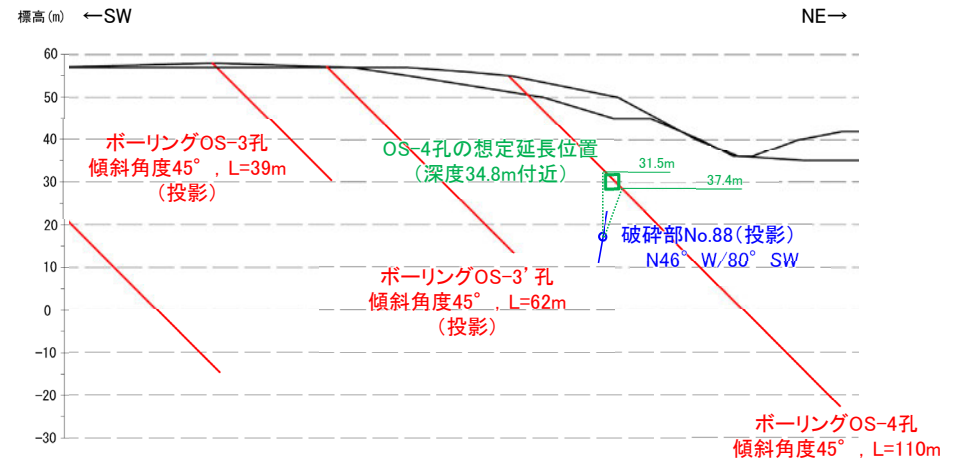 標高(m) ←SW
NE→
60
50
40
30
20
10
0
-10
-20
-30
ボーリングOS-3孔
傾斜角度45°, L=39m
(投影)
OS-4孔の想定延長位置
(深度34.8m付近)
31.5m
37.4m
破砕部No.88(投影)
N46°W/80°SW
ボーリングOS-3’孔
傾斜角度45°, L=62m
(投影)
ボーリングOS-4孔
傾斜角度45°, L=110m